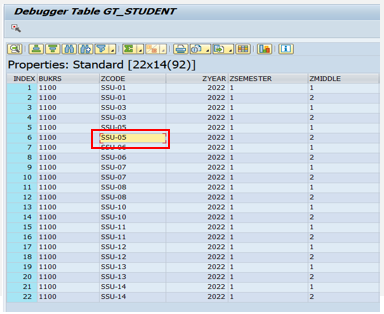 Debugger Table GT_STUDENT
Properties: Standard [22x14(92)]
INDEX BUKRS ZCODE ZYEAR ZSEMESTER ZMIDDLE
1 1100 SSU-01 2022 1 1
2 1100 SSU-01 2022 1 2
3 1100 SSU-03 2022 1 1
4 1100 SSU-03 2022 1 2
5 1100 SSU-05 2022 1 1
6 1100 SSU-05 2022 1 2
7 1100 SSU-06 2022 1 1
8 1100 SSU-06 2022 1 2
9 1100 SSU-07 2022 1 1
10 1100 SSU-07 2022 1 2
11 1100 SSU-08 2022 1 1
12 1100 SSU-08 2022 1 2
13 1100 SSU-10 2022 1 1
14 1100 SSU-10 2022 1 2
15 1100 SSU-11 2022 1 1
16 1100 SSU-11 2022 1 2
17 1100 SSU-12 2022 1 1
18 1100 SSU-12 2022 1 2
19 1100 SSU-13 2022 1 1
20 1100 SSU-13 2022 1 2
21 1100 SSU-14 2022 1 1
22 1100 SSU-14 2022 1 2